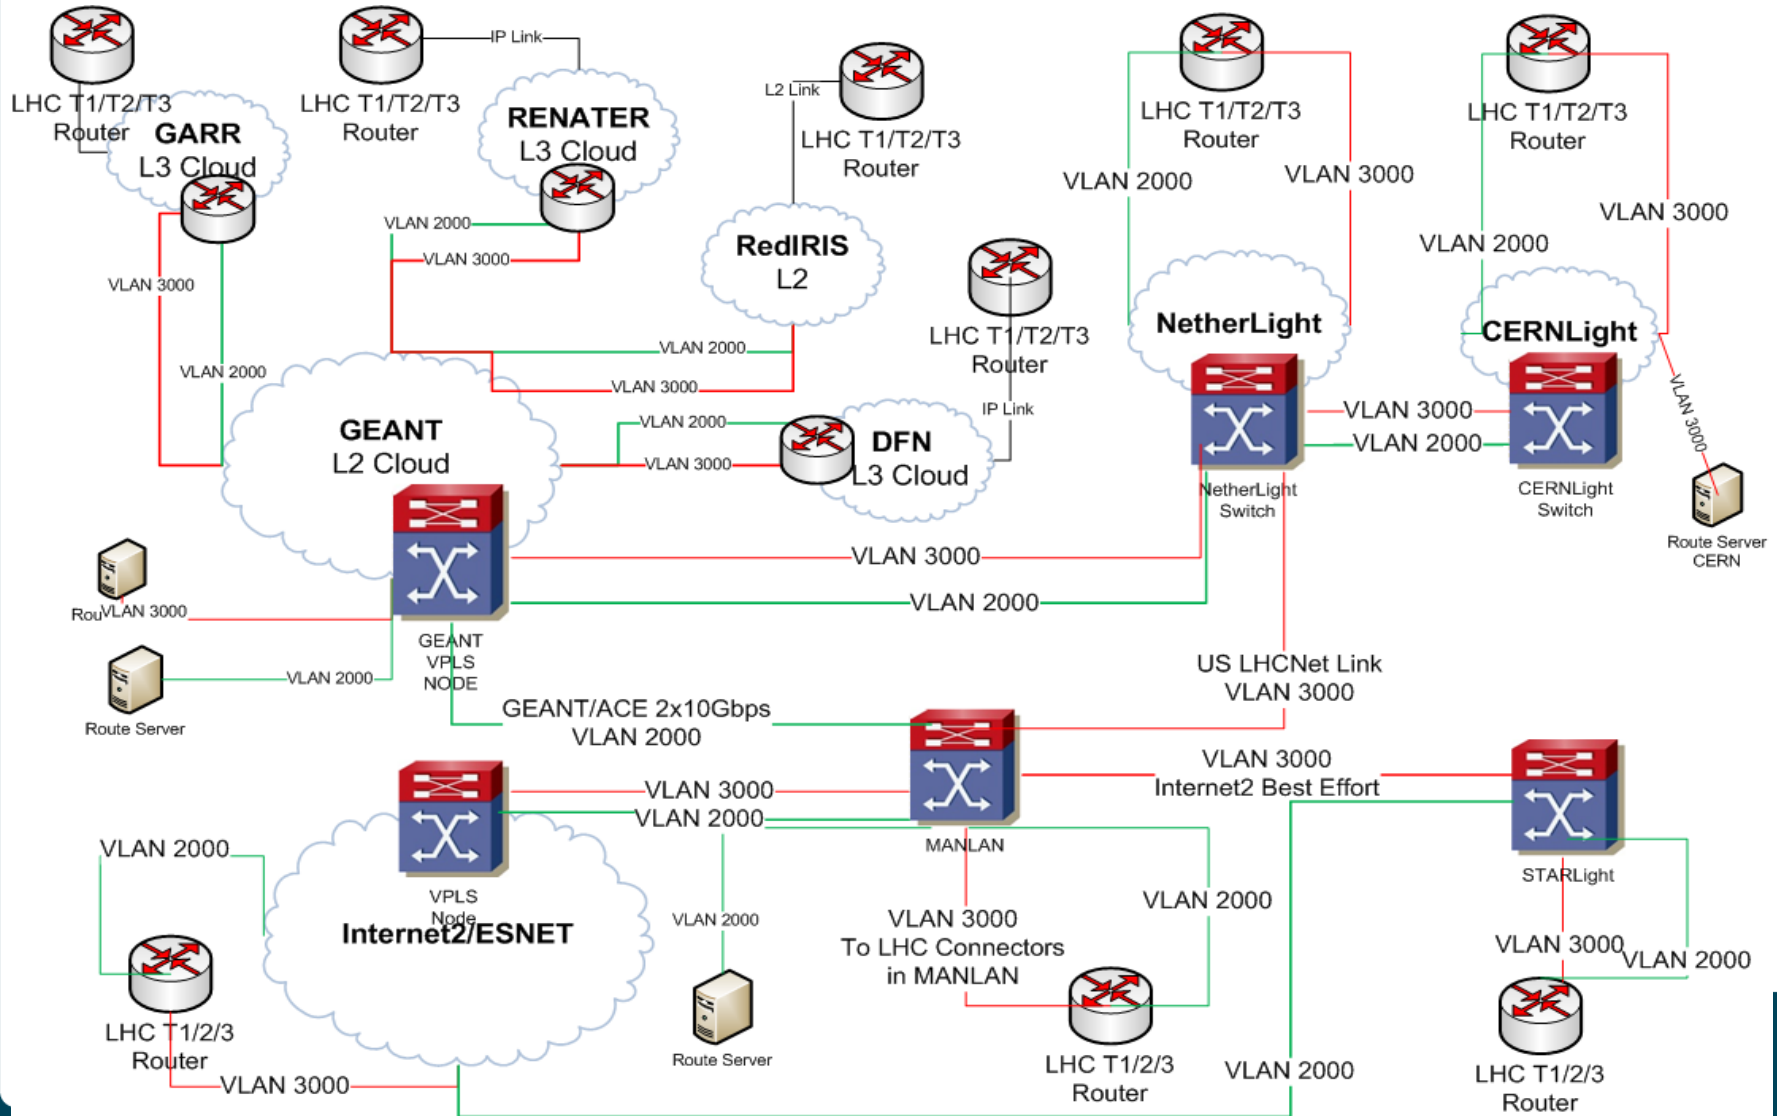 LHC T1/T2/T3
Router
GARR
L3 Cloud
LHC T1/T2/T3
Router
IP Link
RENATER
L3 Cloud
L2 Link
LHC T1/T2/T3
Router
LHC T1/T2/T3
Router
VLAN 2000
VLAN 3000
LHC T1/T2/T3
Router
VLAN 3000
VLAN 2000
VLAN 2000
VLAN 3000
VLAN 3000
VLAN 2000
RedIRIS
L2
LHC T1/T2/T3
Router
IP Link
NetherLight
CERNLight
VLAN 2000
VLAN 3000
GEANT
L2 Cloud
VLAN 2000
VLAN 3000
DFN
L3 Cloud
VLAN 3000
VLAN 2000
VLAN 3000
NetherLight
Switch
CERNLight
Switch
Route Server
CERN
VLAN 3000
VLAN 2000
Rou
VLAN 3000
VLAN 2000
Route Server
GEANT
VPLS
NODE
US LHCNet Link
VLAN 3000
GEANT/ACE 2x10Gbps
VLAN 2000
VLAN 3000
Internet2 Best Effort
VLAN 3000
VLAN 2000
MANLAN
STARLight
VLAN 2000
VPLS
Node
Internet2/ESNET
VLAN 2000
VLAN 3000
To LHC Connectors
in MANLAN
VLAN 2000
VLAN 3000
VLAN 2000
LHC T1/2/3
Router
VLAN 3000
Route Server
LHC T1/2/3
Router
VLAN 2000
LHC T1/2/3
Router